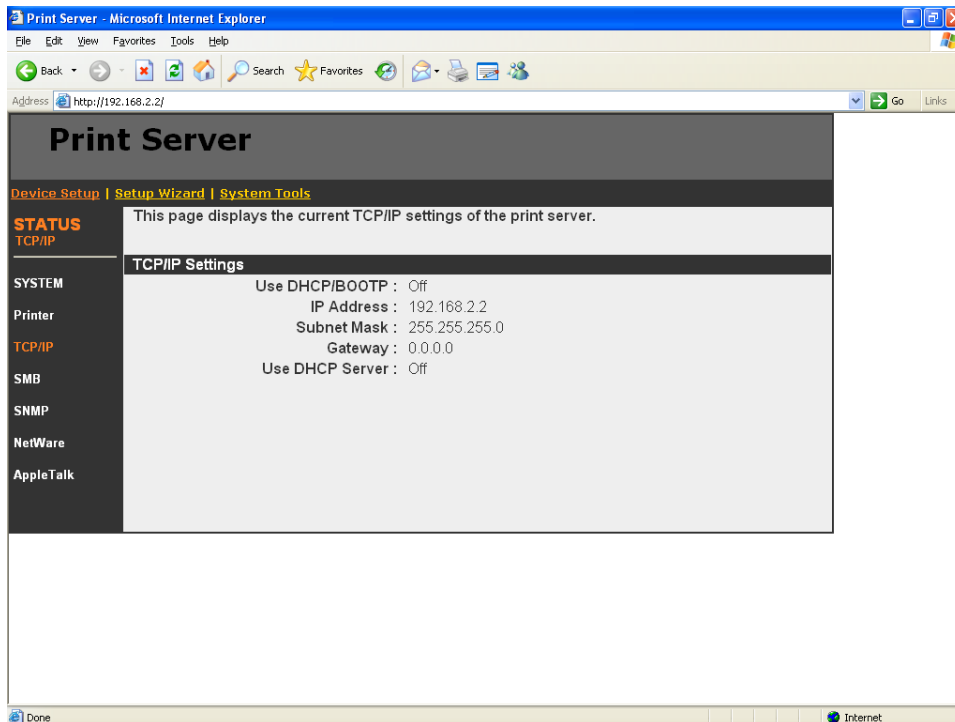 Print Server - Microsoft Internet Explorer
File Edit View Favorites Tools Help
Back Search Favorites
Address http://192.168.2.2/ Go Links
Print Server
Device Setup | Setup Wizard | System Tools
STATUS
TCP/IP
SYSTEM
Printer
TCP/IP
SMB
SNMP
NetWare
AppleTalk
This page displays the current TCP/IP settings of the print server.
TCP/IP Settings
Use DHCP/BOOTP : Off
IP Address : 192.168.2.2
Subnet Mask : 255.255.255.0
Gateway : 0.0.0.0
Use DHCP Server : Off
Done Internet